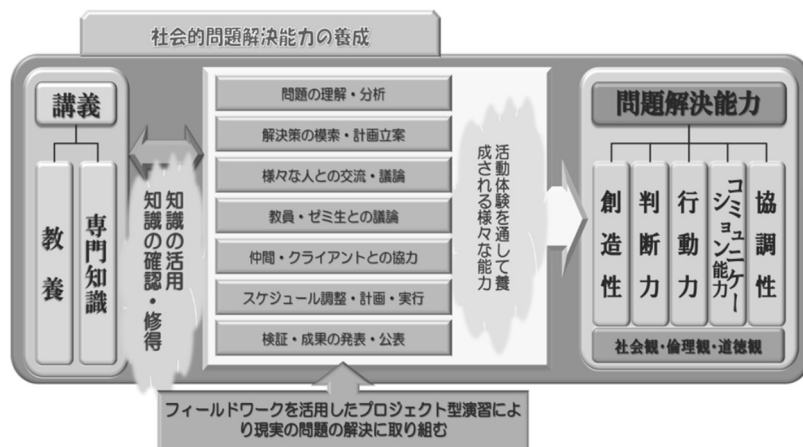 社会的問題解決能力の養成
講義
教養
専門知識
知識の活用
知識の確認・修得
問題の理解・分析
解決策の模索・計画立案
様々な人との交流・議論
教員・ゼミ生との議論
仲間・クライアントとの協力
スケジュール調整・計画・実行
検証・成果の発表・公表
活動体験を通して養
成される様々な能力
問題解決能力
創造性
判断力
行動力
コミュニケー
ション能力
協調性
社会観・倫理観・道徳観
フィールドワークを活用したプロジェクト型演習によ
り現実の問題の解決に取り組む